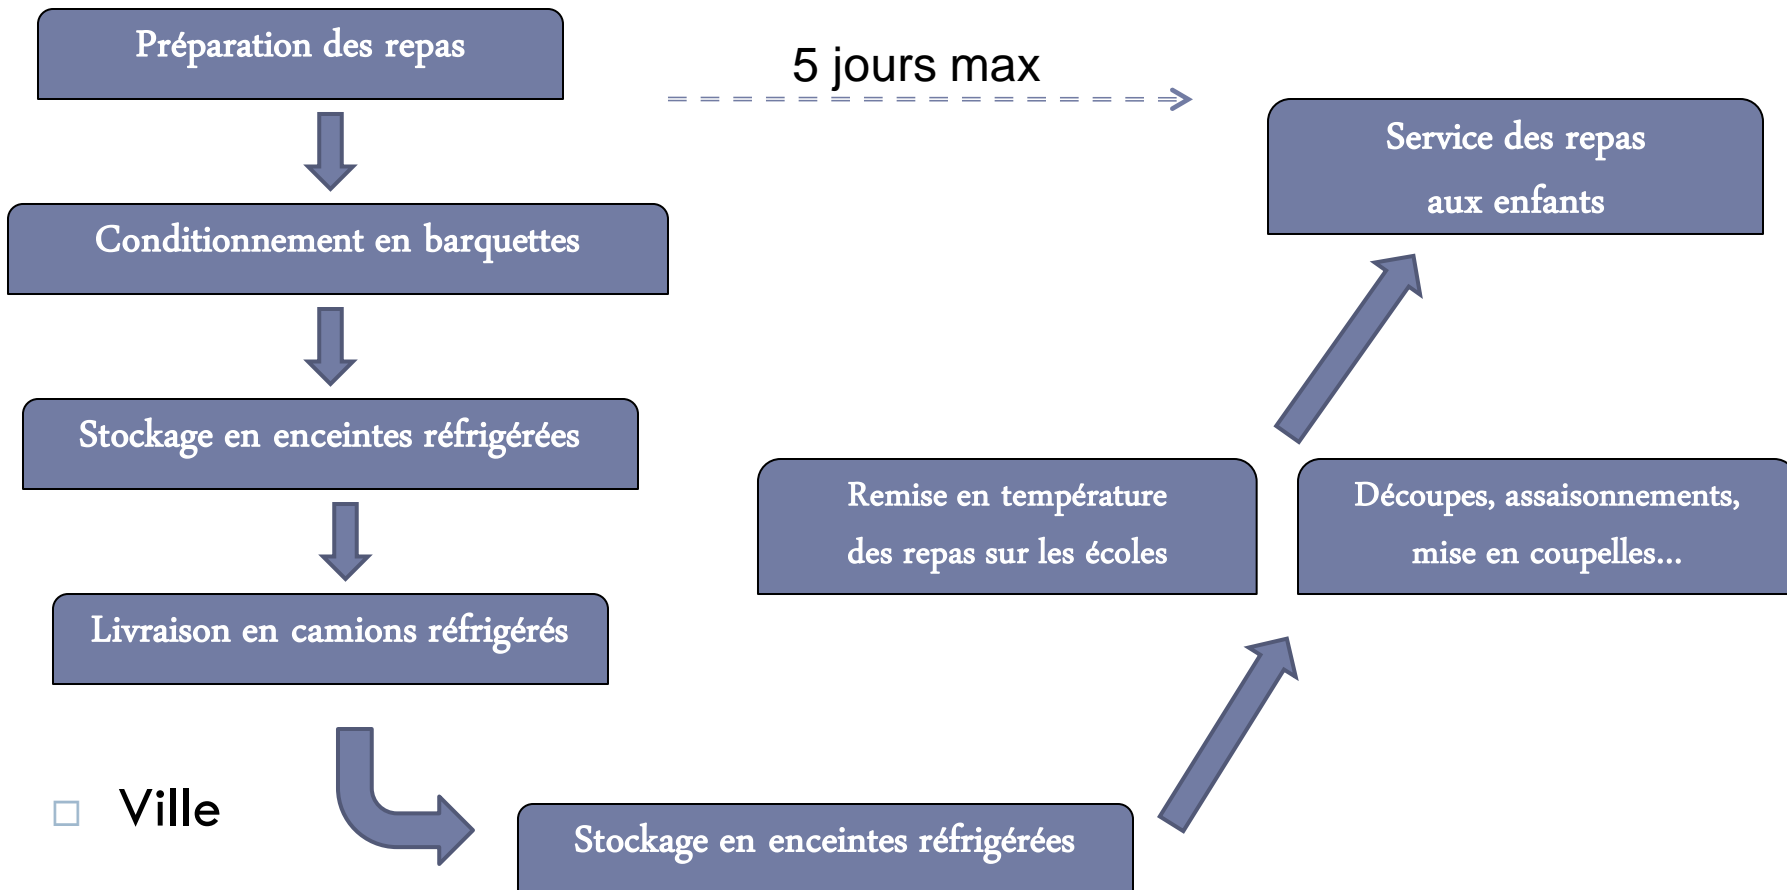 Préparation des repas
5 jours max
Conditionnement en barquettes
Stockage en enceintes réfrigérées
Livraison en camions réfrigérés
Ville
Stockage en enceintes réfrigérées
Remise en température
des repas sur les écoles
Découpes, assaisonnements,
mise en coupelles...
Service des repas
aux enfants